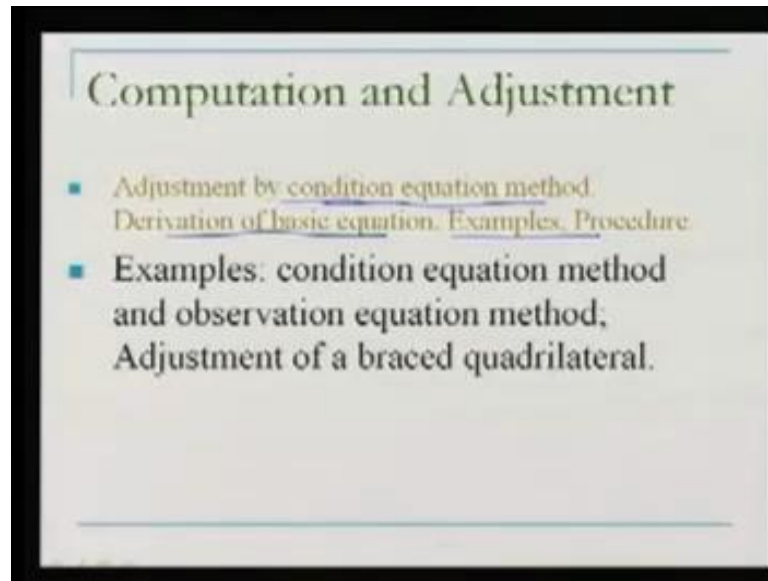 Computation and Adjustment
Adjustment by condition equation method.
Derivation of basic equation. Examples. Procedure
Examples: condition equation method
and observation equation method;
Adjustment of a braced quadrilateral.